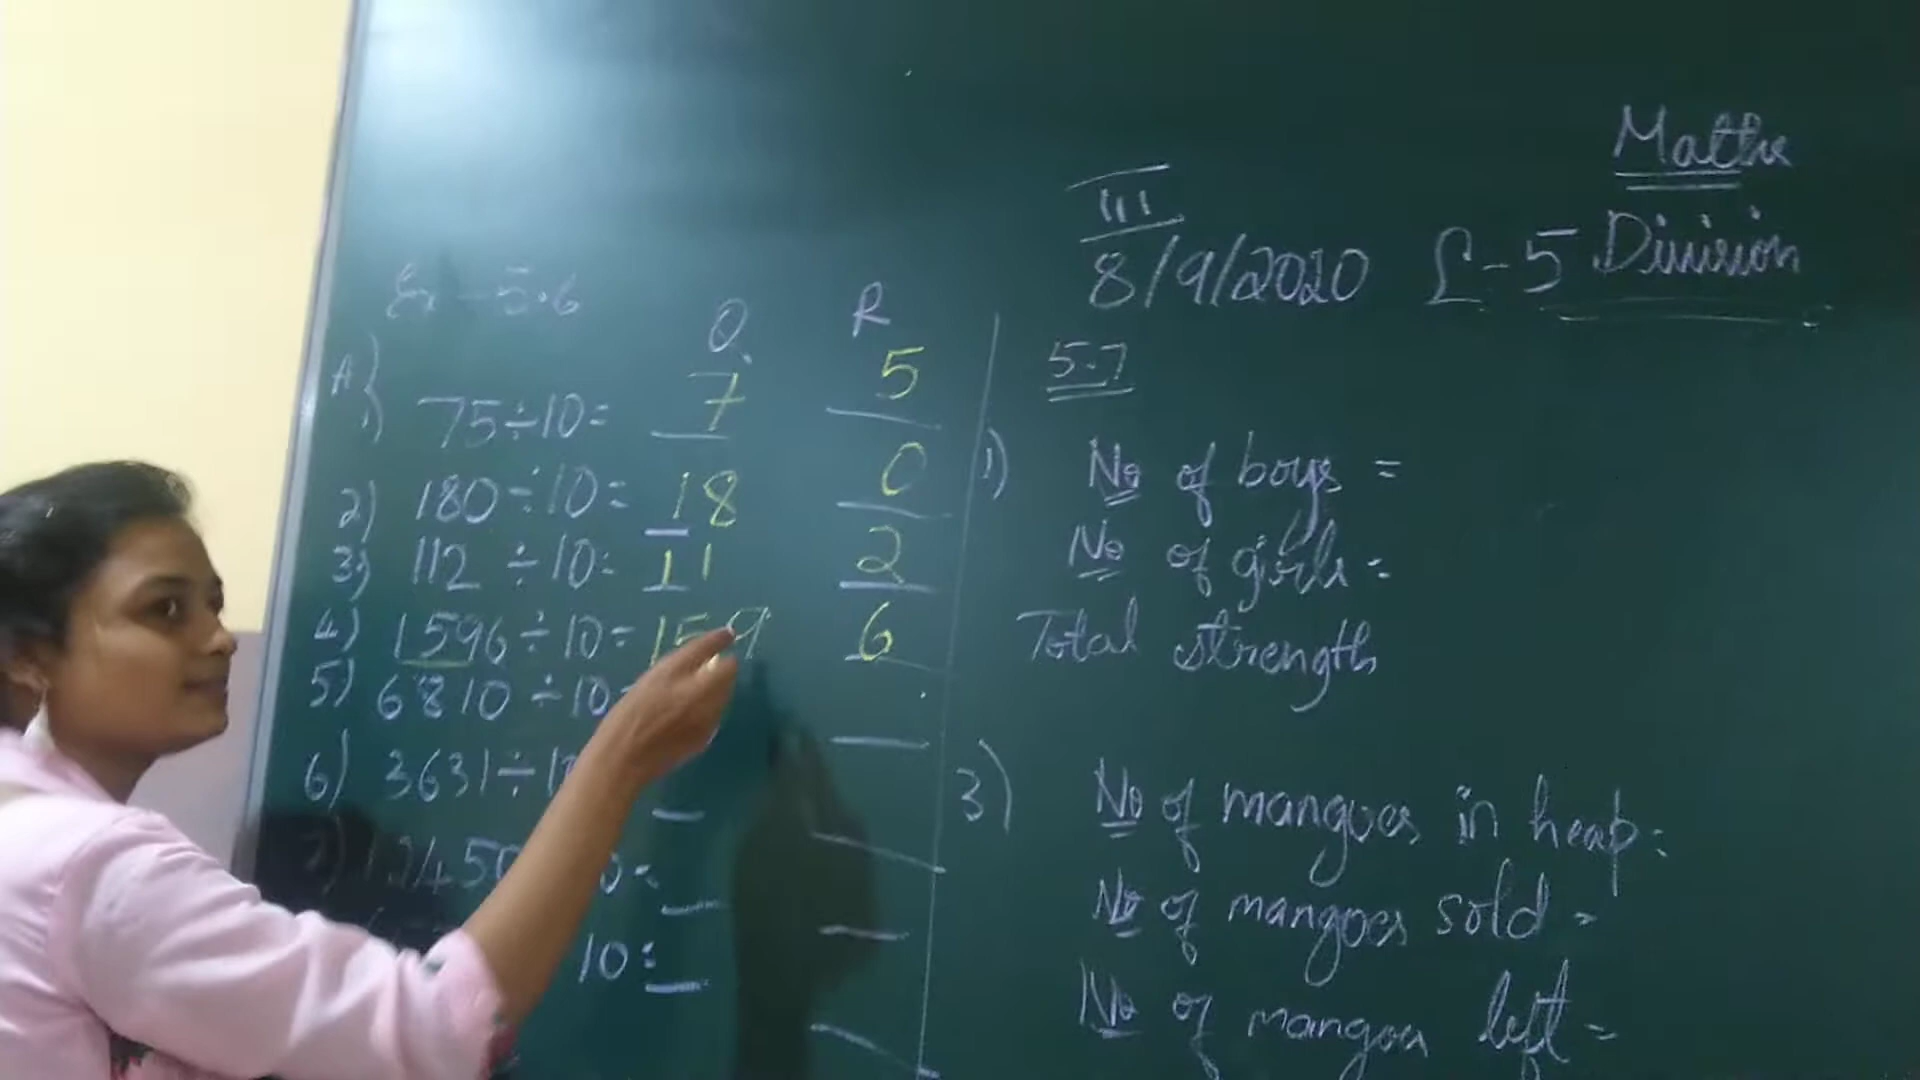 Maths
III
8/9/2020 L-5 Division
Ex-5.6
Q R
A)
1) 75÷10= 7 5
2) 180÷10= 18 0
3) 112÷10= 11 2
4) 1596÷10= 159 6
5) 6810÷10=
6) 3631÷10
10=
5.7
1) No of boys =
No of girls =
Total strength
3) No of mangoes in heap:
No of mangoes sold =
No of mangoes left =